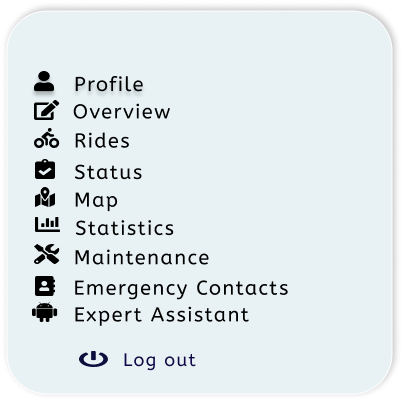 Profile
Overview
Rides
Status
Map
Statistics
Maintenance
Emergency Contacts
Expert Assistant
Log out